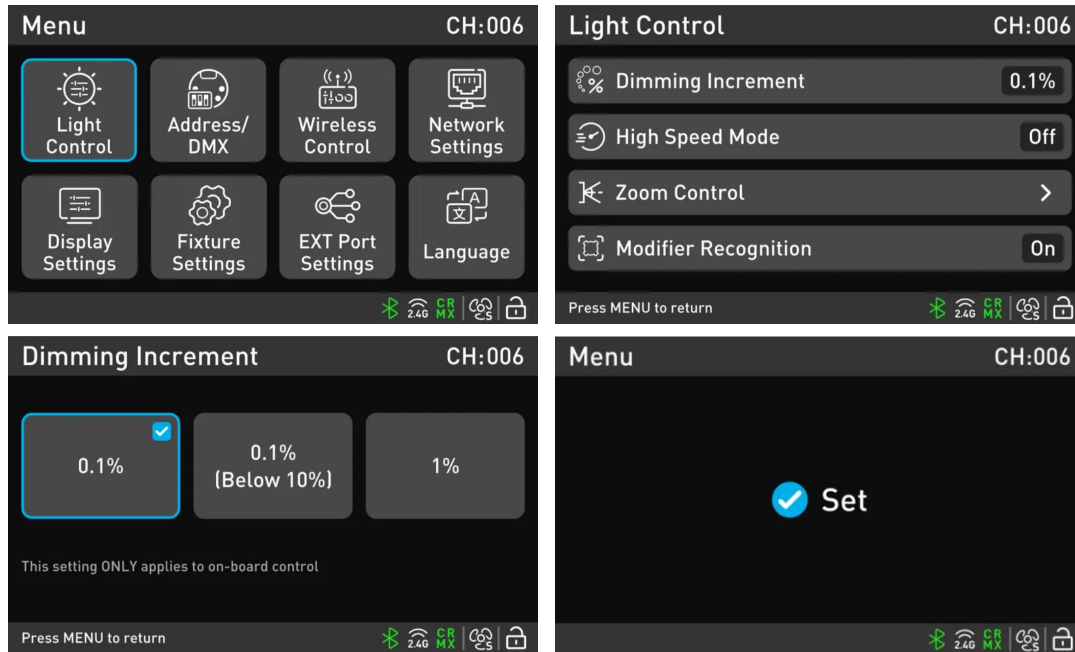 Menu
CH:006
Light
Control
Address/
DMX
Wireless
Control
Network
Settings
Display
Settings
Fixture
Settings
EXT Port
Settings
Language
2.4G
CR
MX
S
Light Control
CH:006
Dimming Increment
0.1%
High Speed Mode
Off
Zoom Control
Modifier Recognition
On
Press MENU to return
2.4G
CR
MX
S
Dimming Increment
CH:006
0.1%
0.1%
(Below 10%)
1%
This setting ONLY applies to on-board control
Press MENU to return
2.4G
CR
MX
S
Menu
CH:006
Set
2.4G
CR
MX
S